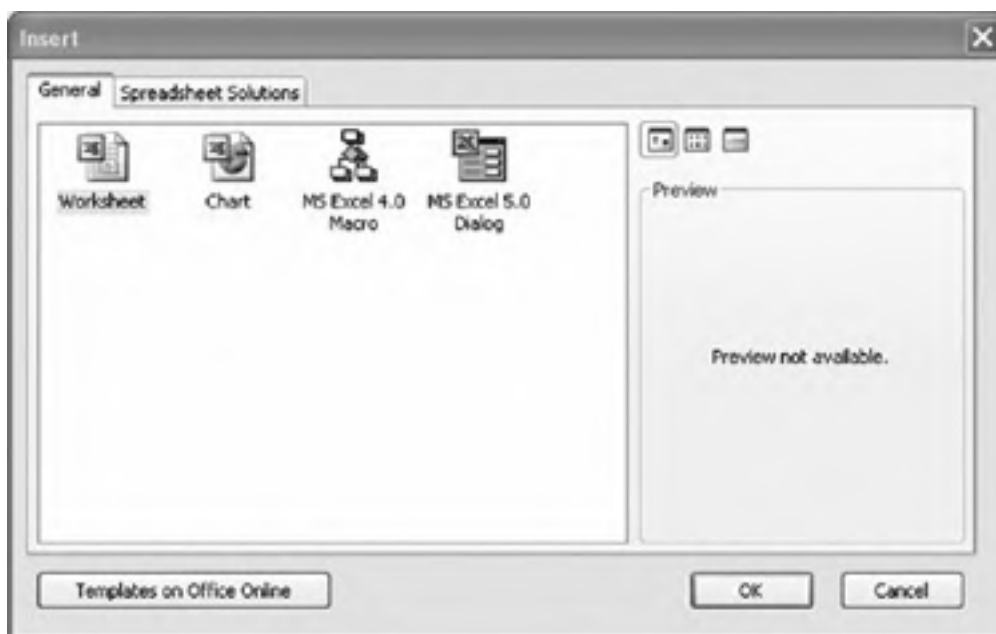 Insert
General Spreadsheet Solutions
Worksheet Chart MS Excel 4.0 Macro MS Excel 5.0 Dialog
Preview
Preview not available.
Templates on Office Online OK Cancel